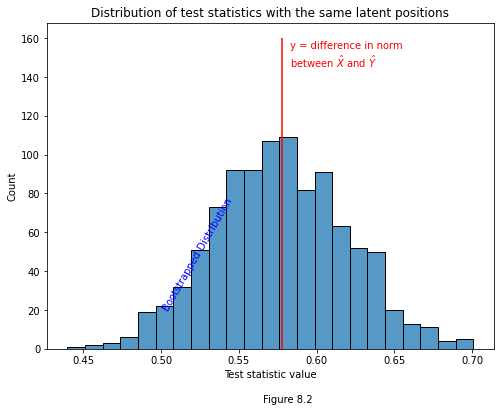 Distribution of test statistics with the same latent positions
160
140
120
100
80
60
40
20
0
Count
y = difference in norm
between X̂ and Ŷ
Bootstrapped Distribution
0.45 0.50 0.55 0.60 0.65 0.70
Test statistic value
Figure 8.2